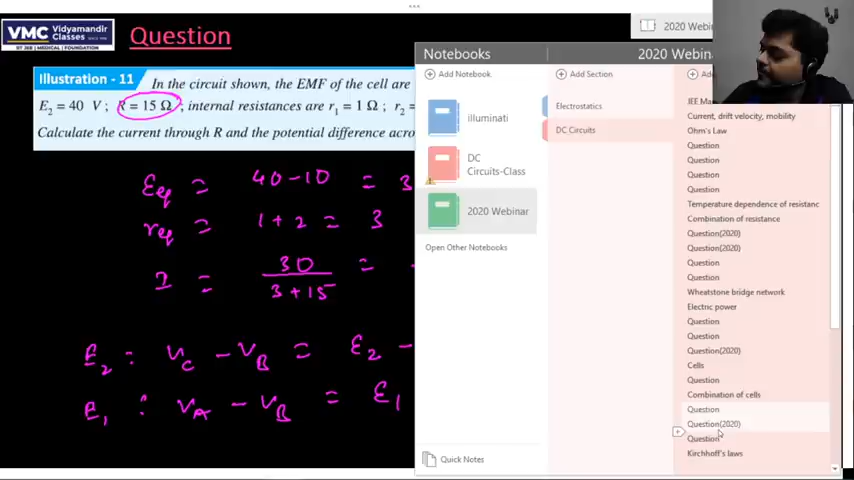 VMC Vidyamandir Classes
IIT JEE | MEDICAL | FOUNDATION
Question
Illustration - 11 In the circuit shown, the EMF of the cell are
E₂ = 40 V ; R = 15 Ω ; internal resistances are r₁ = 1 Ω ; r₂ =
Calculate the current through R and the potential difference acro
Eeq = 40-10 = 3
req = 1+2 = 3
I = 30/(3+15) =
E₂ : VC - VB = E₂ -
E₁ : VA - VB = E₁
2020 Webinar
Notebooks
2020 Webina
Add Notebook
Add Section
Add
illuminati
DC Circuits-Class
2020 Webinar
Open Other Notebooks
Quick Notes
Electrostatics
DC Circuits
JEE Ma
Current, drift velocity, mobility
Ohm's Law
Question
Question
Question
Question
Temperature dependence of resistanc
Combination of resistance
Question(2020)
Question(2020)
Question
Question
Wheatstone bridge network
Electric power
Question
Question
Question(2020)
Cells
Question
Combination of cells
Question
Question(2020)
Question
Kirchhoff's laws